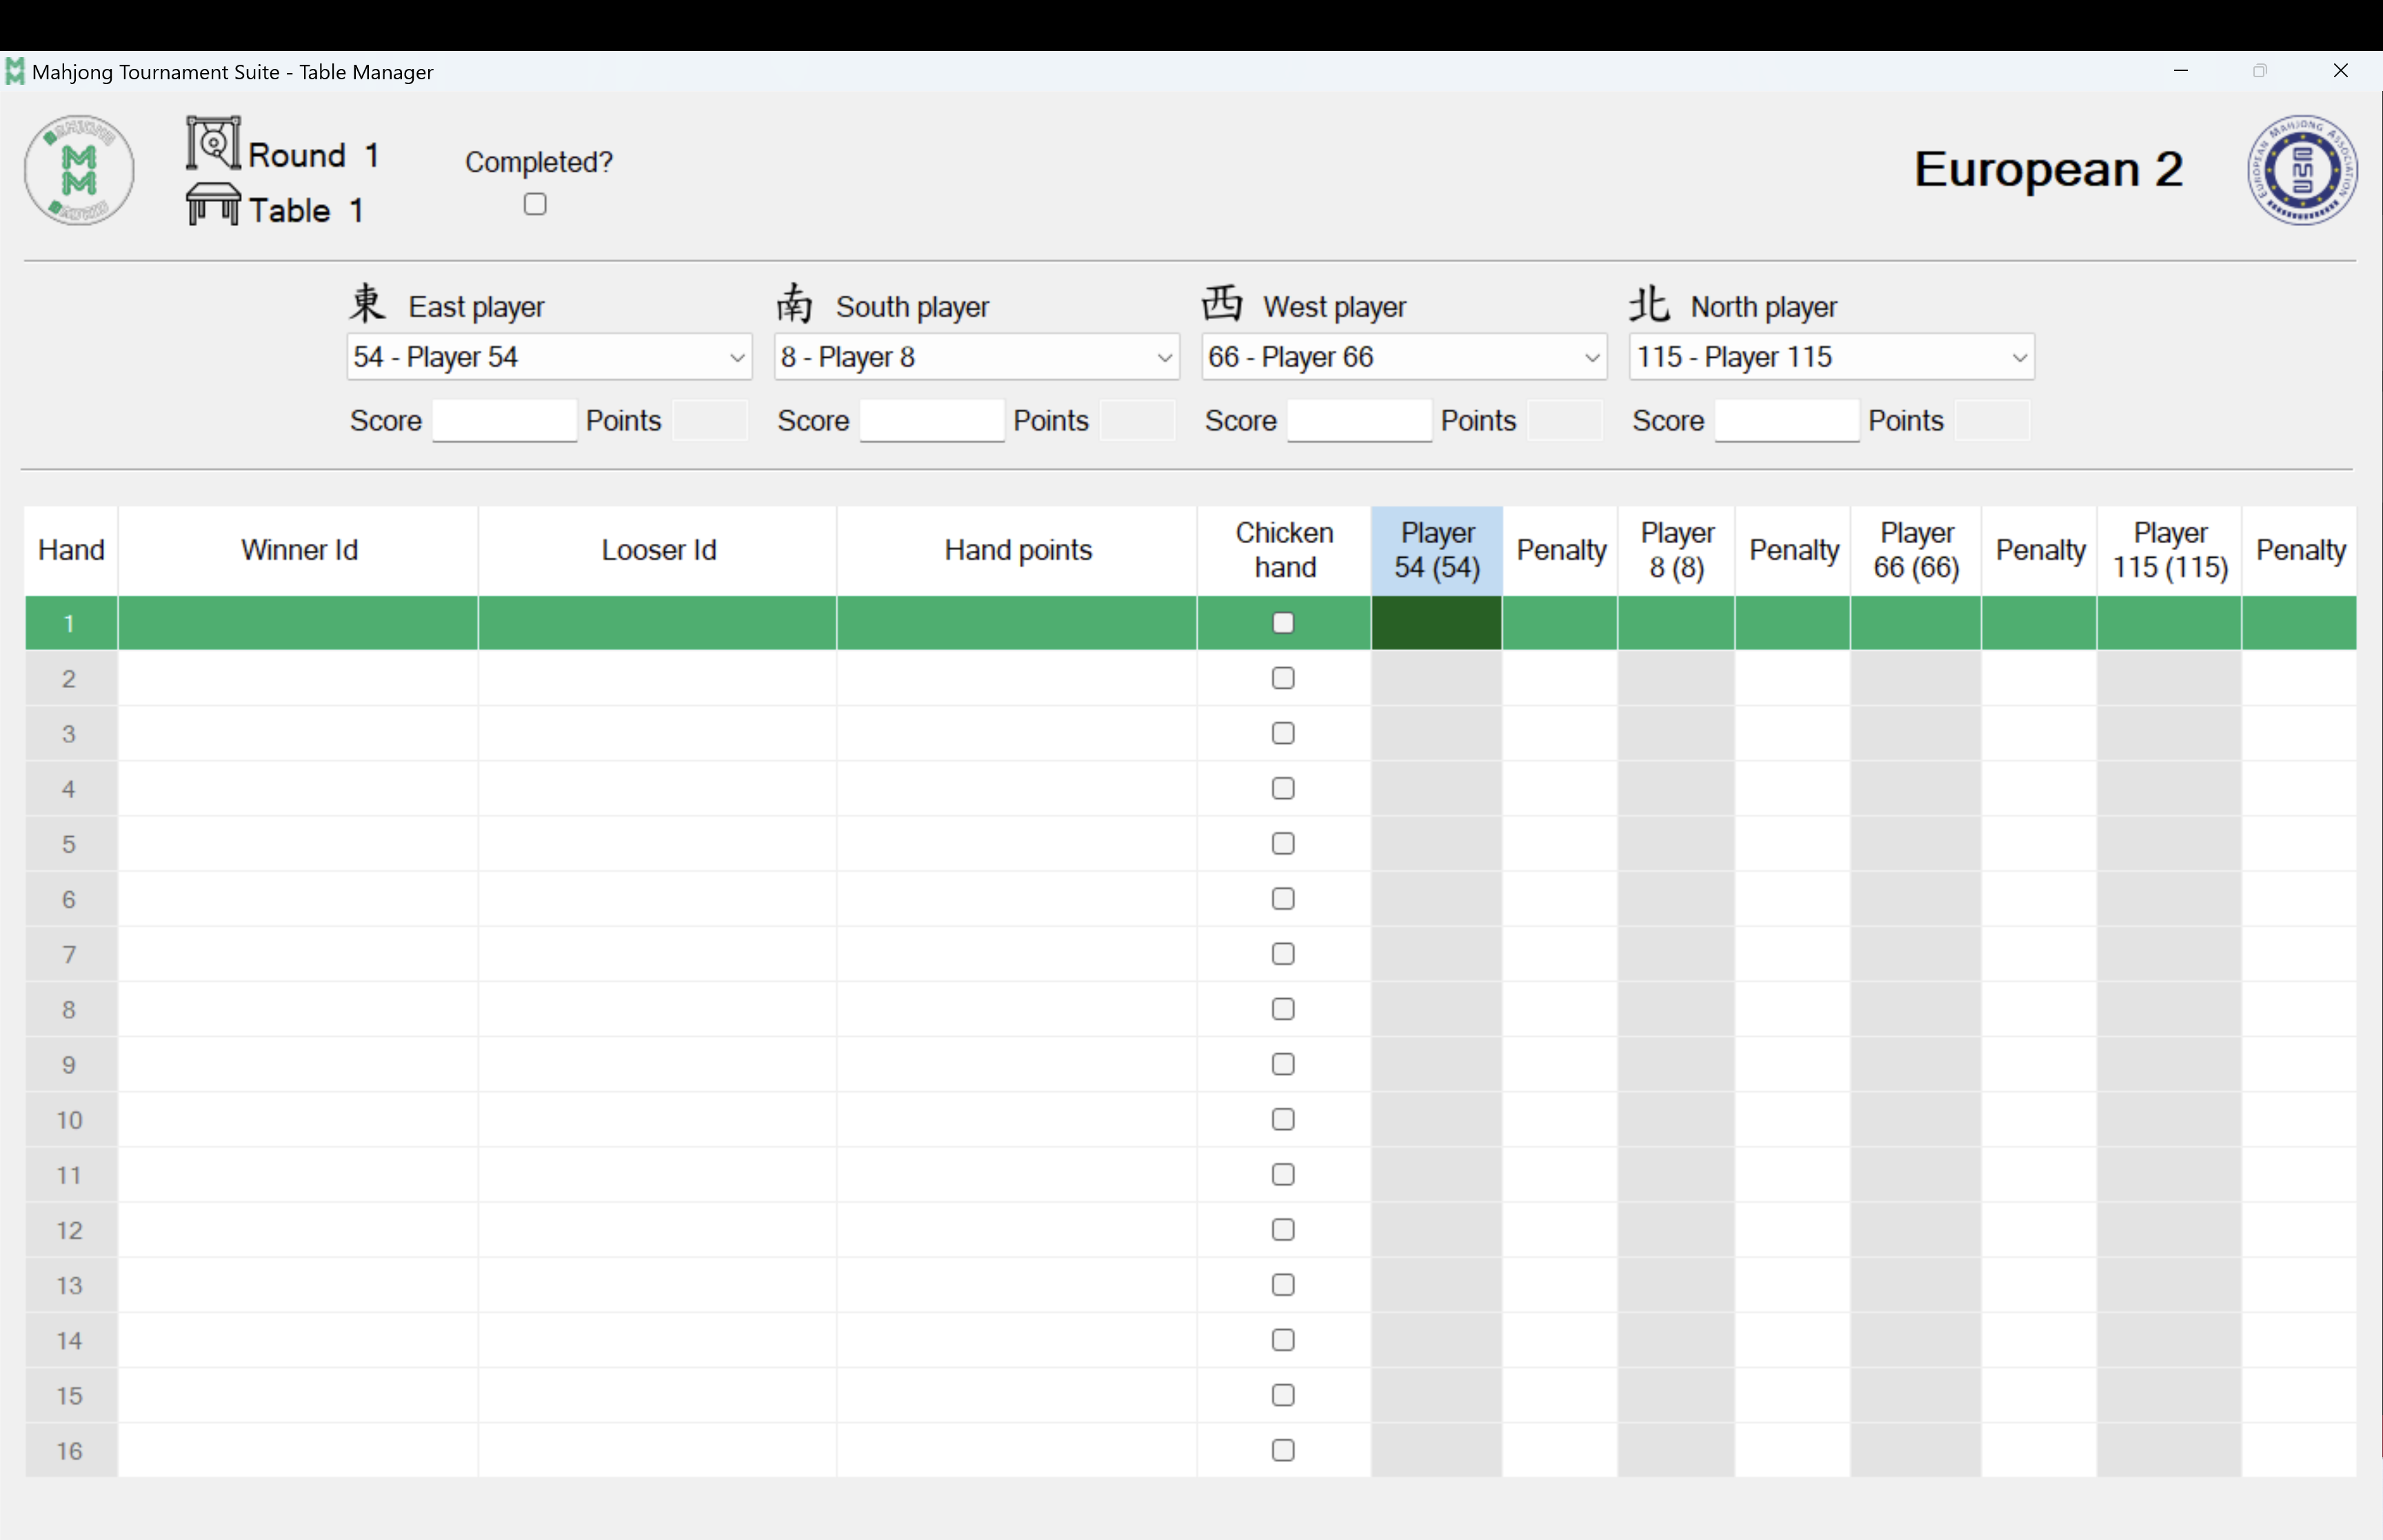 Mahjong Tournament Suite - Table Manager
Round 1
Table 1
Completed?
European 2
EUROPEAN MAHJONG ASSOCIATION
東 East player
南 South player
西 West player
北 North player
54 - Player 54
8 - Player 8
66 - Player 66
115 - Player 115
Score Points Score Points Score Points Score Points
Hand Winner Id Looser Id Hand points Chicken hand Player 54 (54) Penalty Player 8 (8) Penalty Player 66 (66) Penalty Player 115 (115) Penalty
1
2
3
4
5
6
7
8
9
10
11
12
13
14
15
16